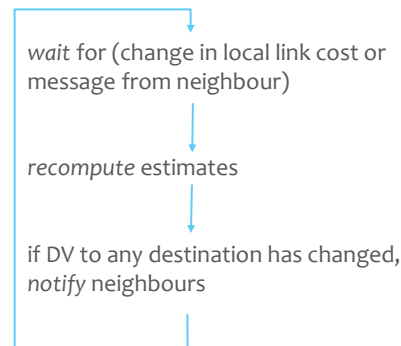 wait for (change in local link cost or
message from neighbour)
recompute estimates
if DV to any destination has changed,
notify neighbours